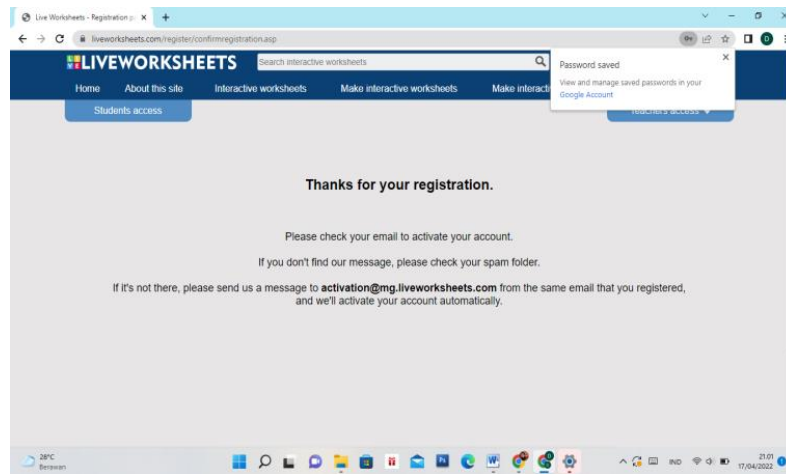 Live Worksheets - Registration p
liveworksheets.com/register/confirmregistration.asp
LIVEWORKSHEETS
Search interactive worksheets
Password saved
View and manage saved passwords in your
Google Account
Home About this site Interactive worksheets Make interactive worksheets Make interacti
Students access
Teachers access
Thanks for your registration.
Please check your email to activate your account.
If you don't find our message, please check your spam folder.
If it's not there, please send us a message to activation@mg.liveworksheets.com from the same email that you registered,
and we'll activate your account automatically.
28°C
Berawan
IND
21.01
17/04/2022